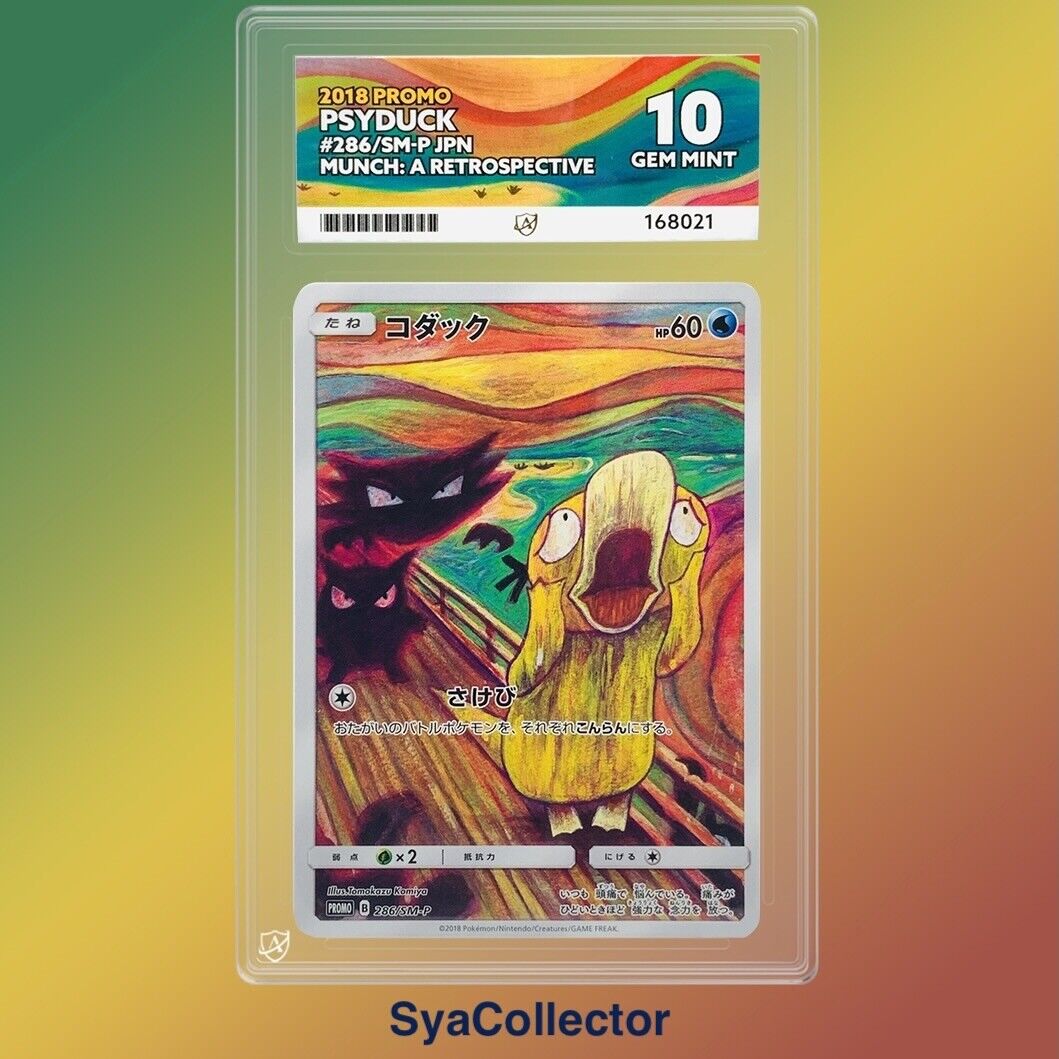 2018 PROMO
PSYDUCK
#286/SM-P JPN
MUNCH: A RETROSPECTIVE
10
GEM MINT
168021
たね コダック HP60
さけび
おたがいのバトルポケモンを、それぞれこんらんにする。
弱点 ×2 抵抗力 にげる
Illus.Tomokazu Komiya
PROMO B 286/SM-P
いつも 頭痛で 悩んでいる。 痛みが
ひどいときほど 強力な 念力を 放つ。
©2018 Pokémon/Nintendo/Creatures/GAME FREAK.
SyaCollector